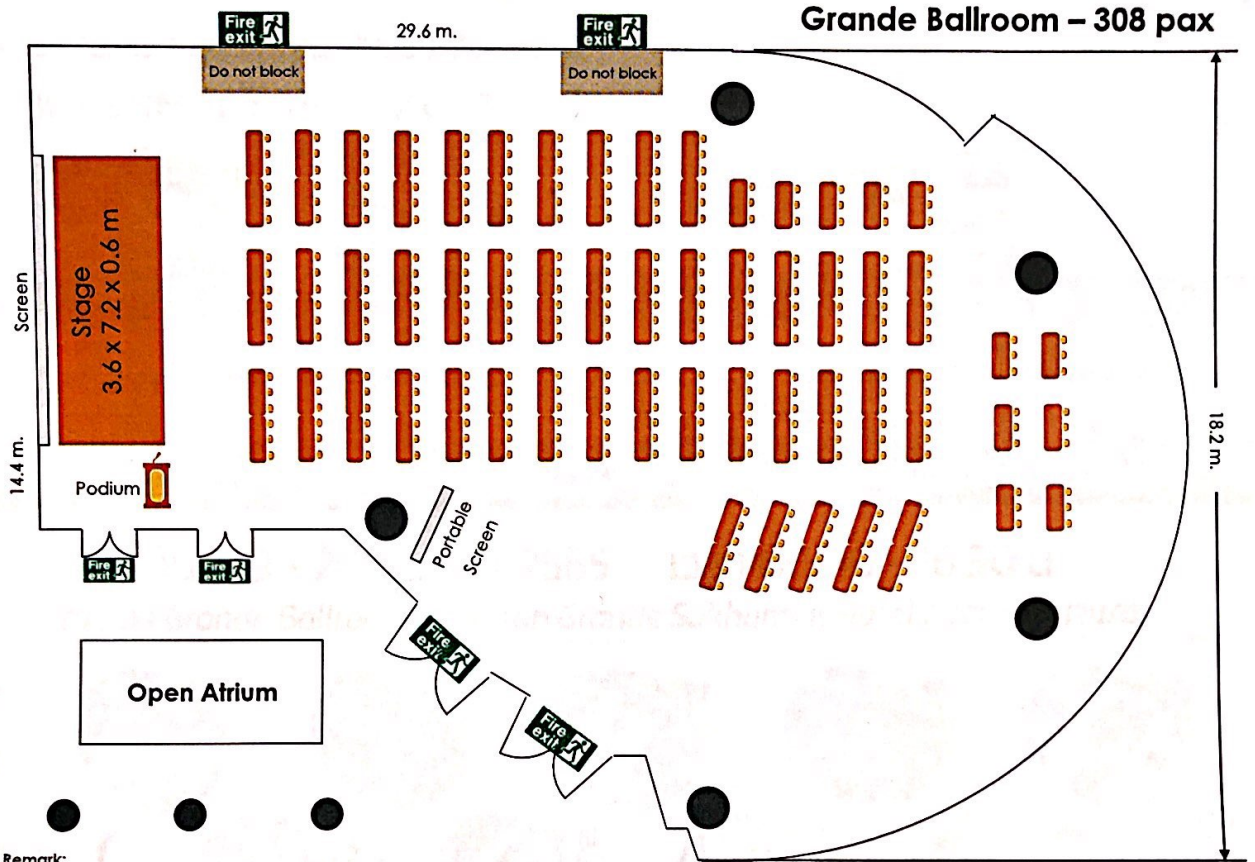 Grande Ballroom – 308 pax
Fire
exit
29.6 m.
Fire
exit
Do not block
Do not block
Screen
Stage
3.6 x 7.2 x 0.6 m
14.4 m.
18.2 m.
Podium
Portable
Screen
Fire
exit
Fire
exit
Fire
exit
Open Atrium
Fire
exit
Remark: